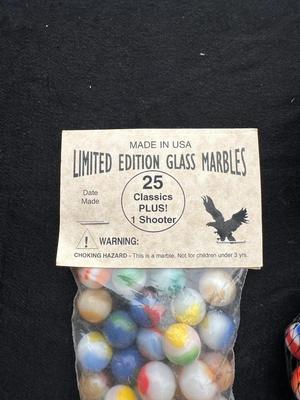 MADE IN USA
LIMITED EDITION GLASS MARBLES
Date
Made
25
Classics
PLUS!
1 Shooter
! WARNING:
CHOKING HAZARD - This is a marble. Not for children under 3 yrs.